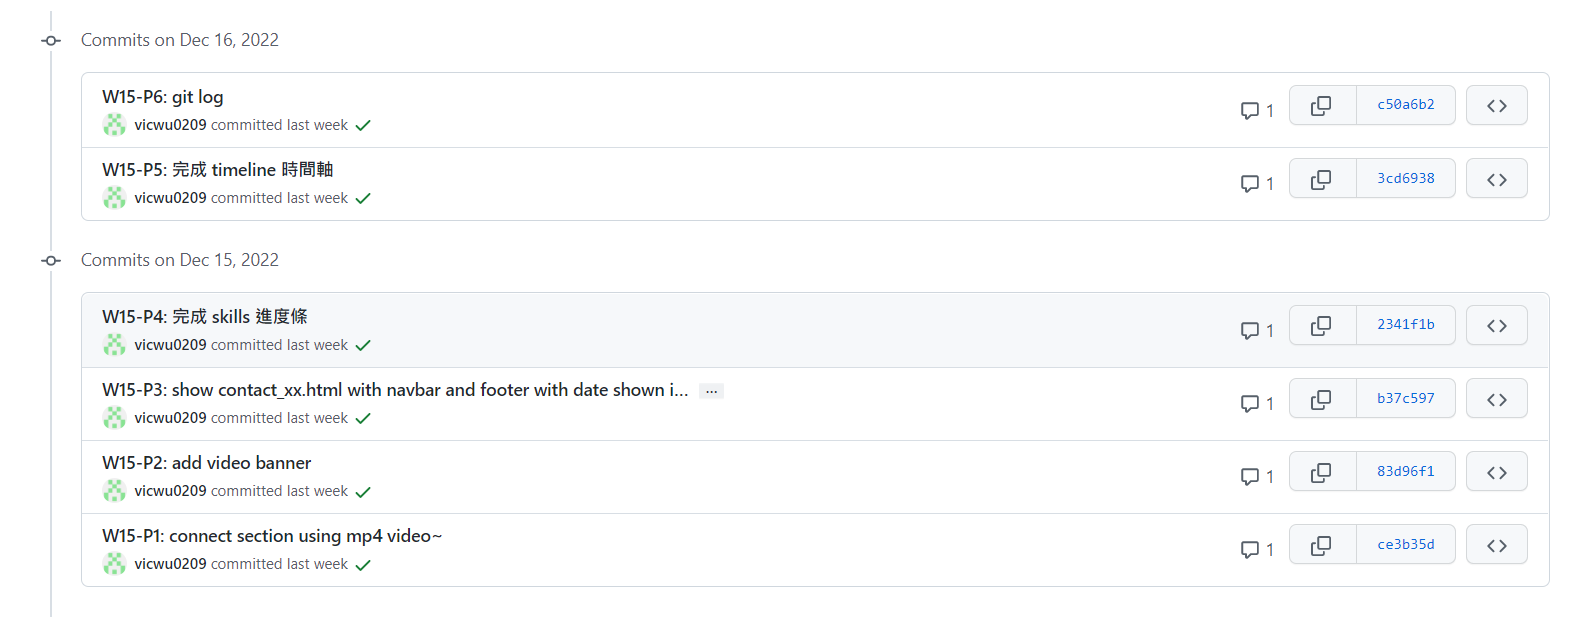 Commits on Dec 16, 2022
W15-P6: git log
vicwu0209 committed last week
1
c50a6b2
W15-P5: 完成 timeline 時間軸
vicwu0209 committed last week
1
3cd6938
Commits on Dec 15, 2022
W15-P4: 完成 skills 進度條
vicwu0209 committed last week
1
2341f1b
W15-P3: show contact_xx.html with navbar and footer with date shown i... ...
vicwu0209 committed last week
1
b37c597
W15-P2: add video banner
vicwu0209 committed last week
1
83d96f1
W15-P1: connect section using mp4 video~
vicwu0209 committed last week
1
ce3b35d